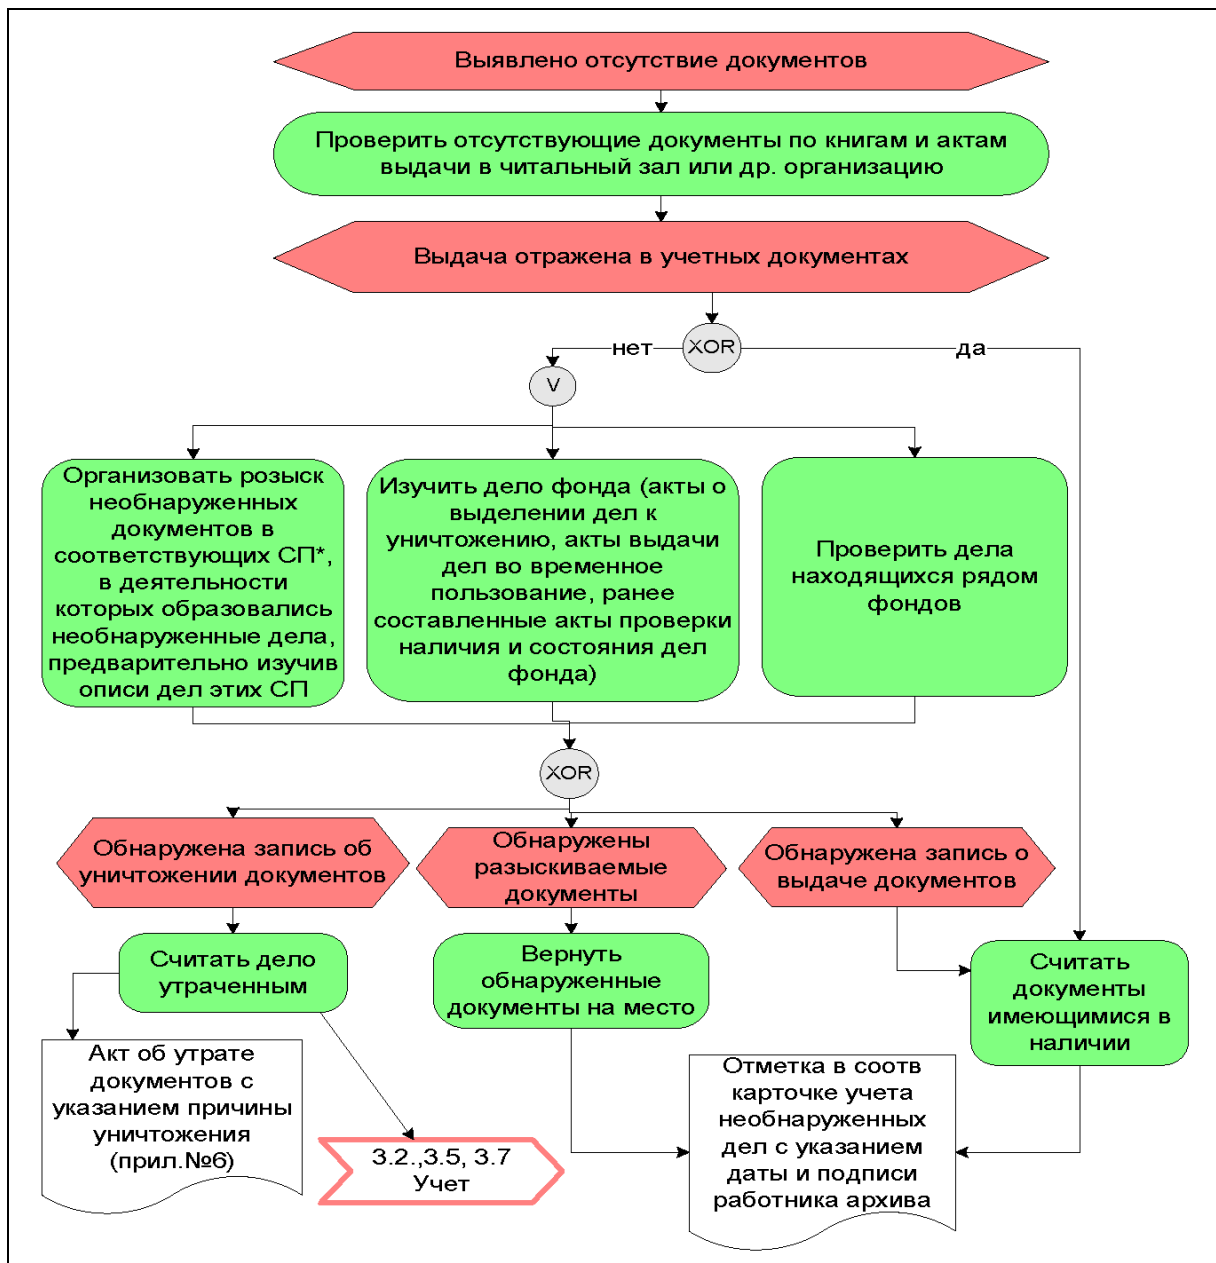 Выявлено отсутствие документов
Проверить отсутствующие документы по книгам и актам
выдачи в читальный зал или др. организацию
Выдача отражена в учетных документах
нет
XOR
да
V
Организовать розыск
необнаруженных
документов в
соответствующих СП*,
в деятельности
которых образовались
необнаруженные дела,
предварительно изучив
описи дел этих СП
Изучить дело фонда (акты о
выделении дел к
уничтожению, акты выдачи
дел во временное
пользование, ранее
составленные акты проверки
наличия и состояния дел
фонда)
Проверить дела
находящихся рядом
фондов
XOR
Обнаружена запись об
уничтожении документов
Обнаружены
разыскиваемые
документы
Обнаружена запись о
выдаче документов
Считать дело
утраченным
Вернуть
обнаруженные
документы на место
Считать
документы
имеющимися в
наличии
Акт об утрате
документов с
указанием причины
уничтожения
(прил.№6)
3.2.,3.5, 3.7
Учет
Отметка в соотв
карточке учета
необнаруженных
дел с указанием
даты и подписи
работника архива